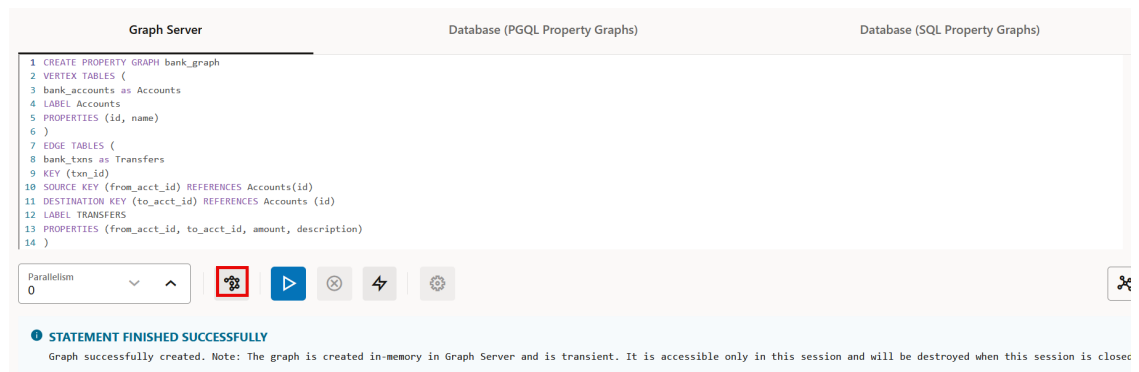 Graph Server
Database (PGQL Property Graphs)
Database (SQL Property Graphs)
1 CREATE PROPERTY GRAPH bank_graph
2 VERTEX TABLES (
3 bank_accounts as Accounts
4 LABEL Accounts
5 PROPERTIES (id, name)
6 )
7 EDGE TABLES (
8 bank_txns as Transfers
9 KEY (txn_id)
10 SOURCE KEY (from_acct_id) REFERENCES Accounts(id)
11 DESTINATION KEY (to_acct_id) REFERENCES Accounts (id)
12 LABEL TRANSFERS
13 PROPERTIES (from_acct_id, to_acct_id, amount, description)
14 )
Parallelism
0
STATEMENT FINISHED SUCCESSFULLY
Graph successfully created. Note: The graph is created in-memory in Graph Server and is transient. It is accessible only in this session and will be destroyed when this session is closed